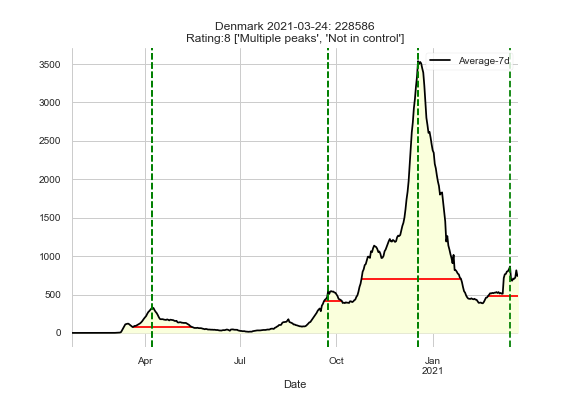 Denmark 2021-03-24: 228586
Rating:8 ['Multiple peaks', 'Not in control']
Average-7d
3500
3000
2500
2000
1500
1000
500
0
Apr
Jul
Oct
Jan
2021
Date